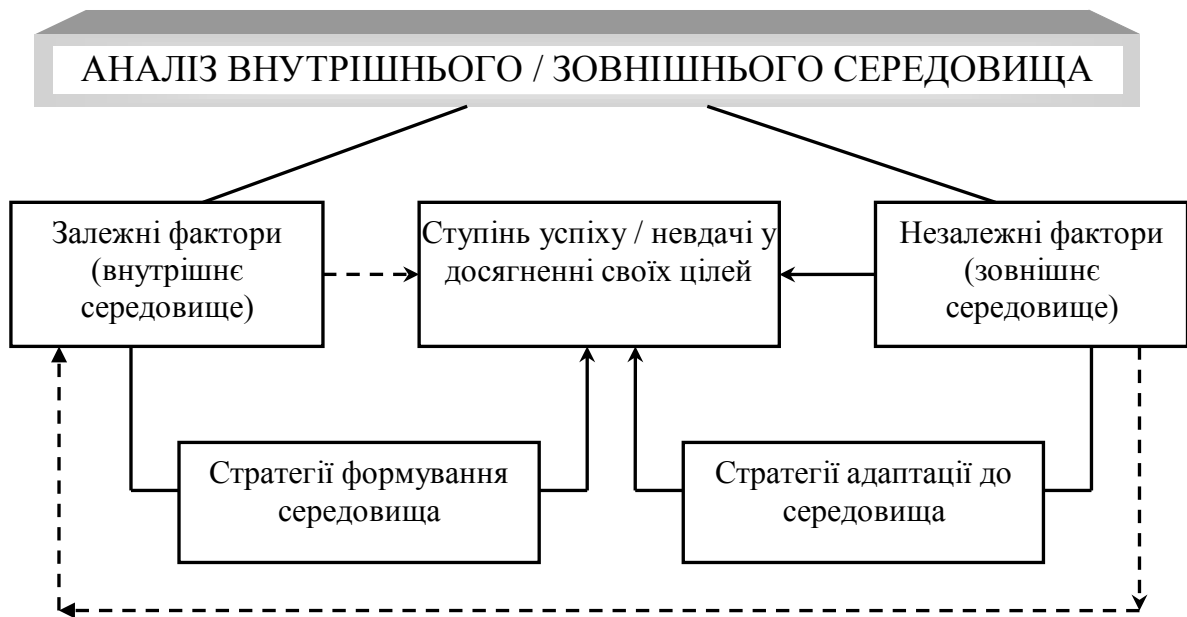 АНАЛІЗ ВНУТРІШНЬОГО / ЗОВНІШНЬОГО СЕРЕДОВИЩА
Залежні фактори
(внутрішнє
середовище)
Ступінь успіху / невдачі у
досягненні своїх цілей
Незалежні фактори
(зовнішнє
середовище)
Стратегії формування
середовища
Стратегії адаптації до
середовища